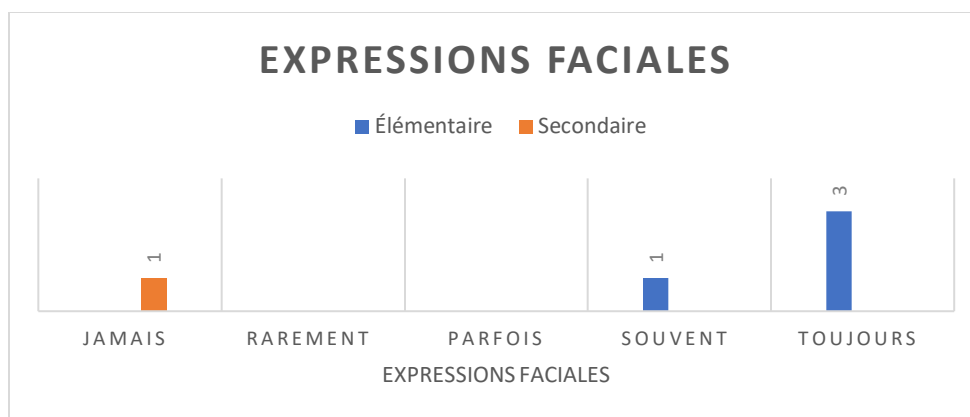 EXPRESSIONS FACIALES
Élémentaire Secondaire
1 1 3
JAMAIS RAREMENT PARFOIS SOUVENT TOUJOURS
EXPRESSIONS FACIALES